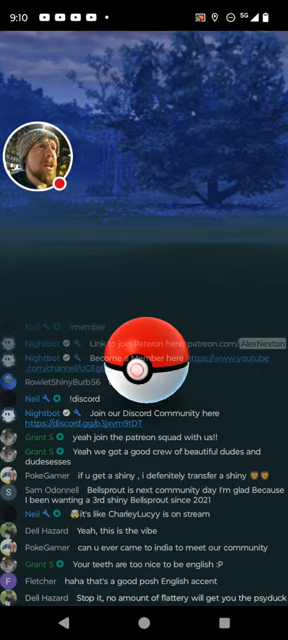 9:10
5G
Neil !member
Nightbot Link to join Pateron here: patreon.com/AlexNexton
Nightbot Become a Member here https://www.youtube
.com/channel/UCEgS
RowletShinyBurb56
Neil !discord
Nightbot Join our Discord Community here
https://discord.gg/p3jxvm9tDT
Grant S yeah join the patreon squad with us!!
Grant S Yeah we got a good crew of beautiful dudes and
dudesesses
PokeGamer if u get a shiny , i defenitely transfer a shiny
Sam Odonnell Bellsprout is next community day I'm glad Because
I been wanting a 3rd shiny Bellsprout since 2021
Neil it's like CharleyLucyy is on stream
Dell Hazard Yeah, this is the vibe
PokeGamer can u ever came to india to meet our community
Grant S Your teeth are too nice to be english :P
F Fletcher haha that's a good posh English accent
Dell Hazard Stop it, no amount of flattery will get you the psyduck